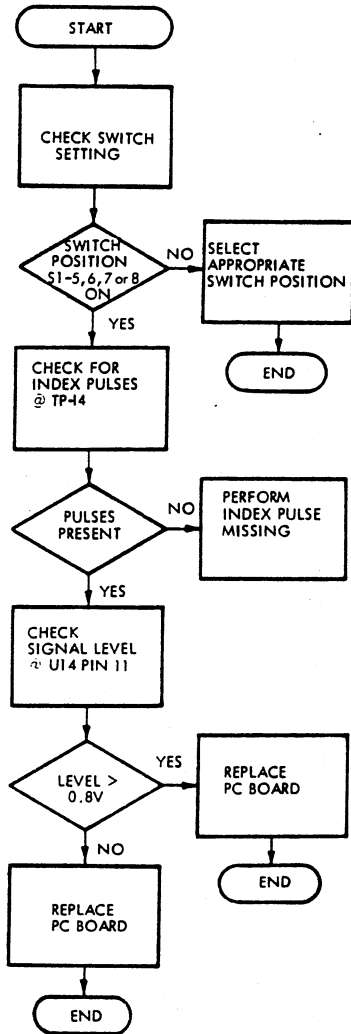 START
CHECK SWITCH
SETTING
SWITCH
POSITION
S1-5, 6, 7 or 8
ON
NO
SELECT
APPROPRIATE
SWITCH POSITION
YES
END
CHECK FOR
INDEX PULSES
@ TP-14
PULSES
PRESENT
NO
PERFORM
INDEX PULSE
MISSING
YES
CHECK
SIGNAL LEVEL
@ U14 PIN 11
LEVEL >
0.8V
YES
REPLACE
PC BOARD
NO
END
REPLACE
PC BOARD
END